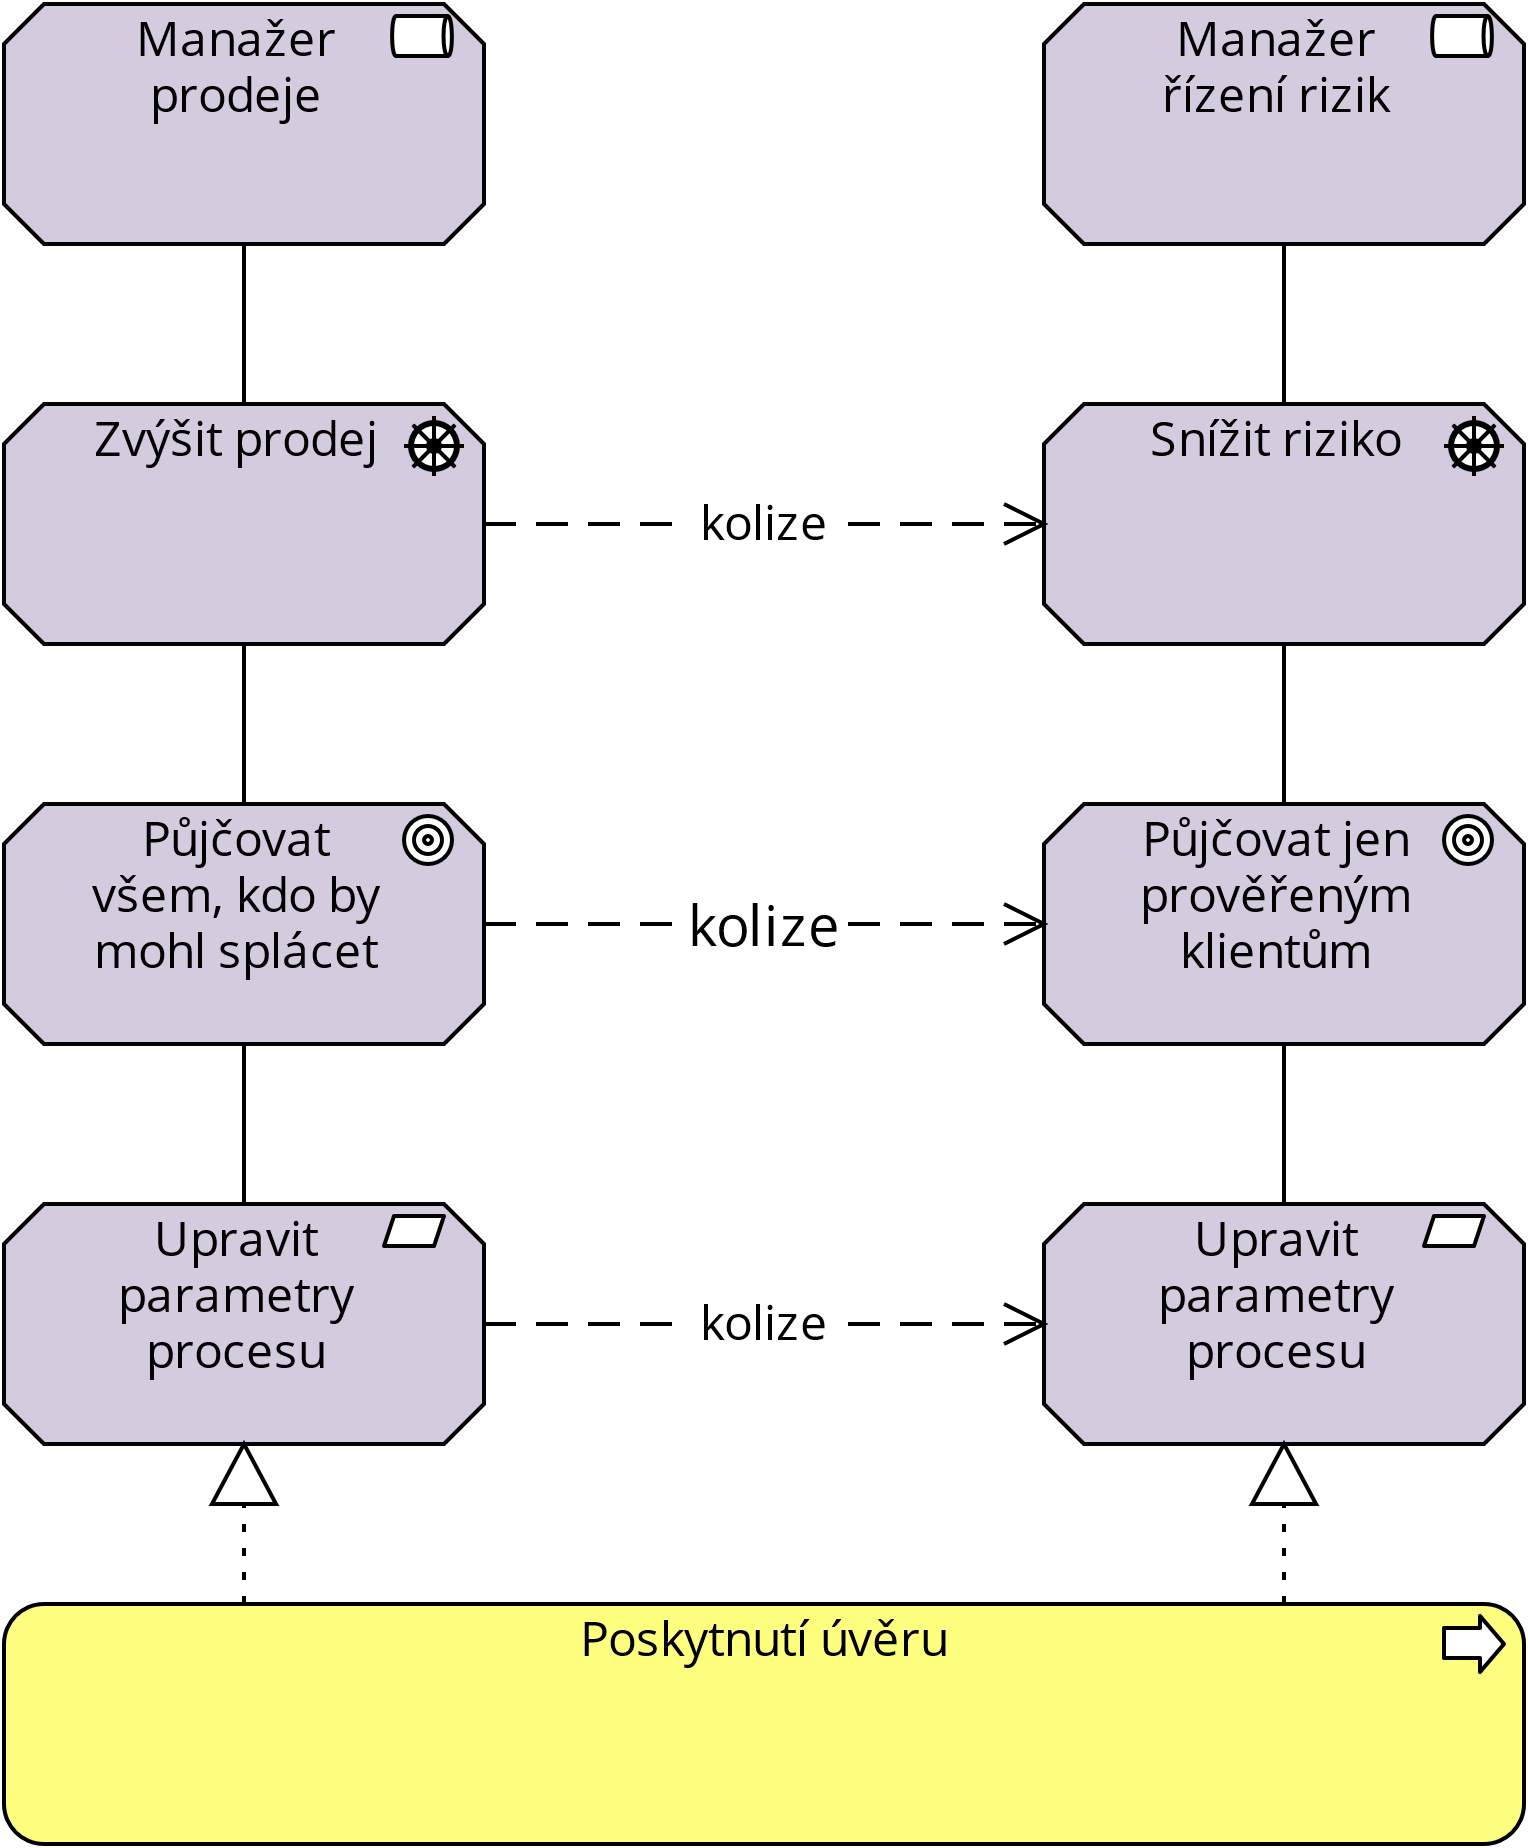 Manažer
prodeje
Manažer
řízení rizik
Zvýšit prodej
kolize
Snížit riziko
Půjčovat
všem, kdo by
mohl splácet
kolize
Půjčovat jen
prověřeným
klientům
Upravit
parametry
procesu
kolize
Upravit
parametry
procesu
Poskytnutí úvěru